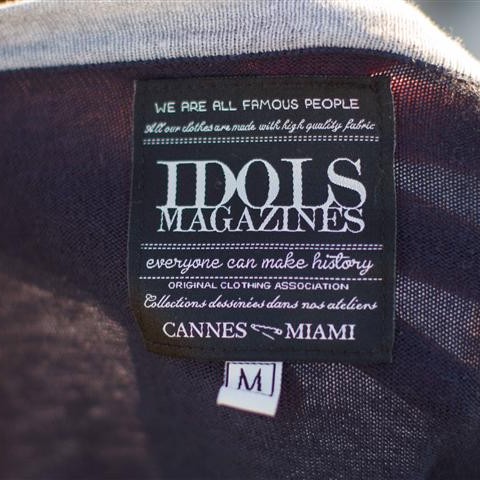 WE ARE ALL FAMOUS PEOPLE
All our clothes are made with high quality fabric
IDOLS
MAGAZINES
everyone can make history
ORIGINAL CLOTHING ASSOCIATION
Collections dessinées dans nos ateliers
CANNES MIAMI
M